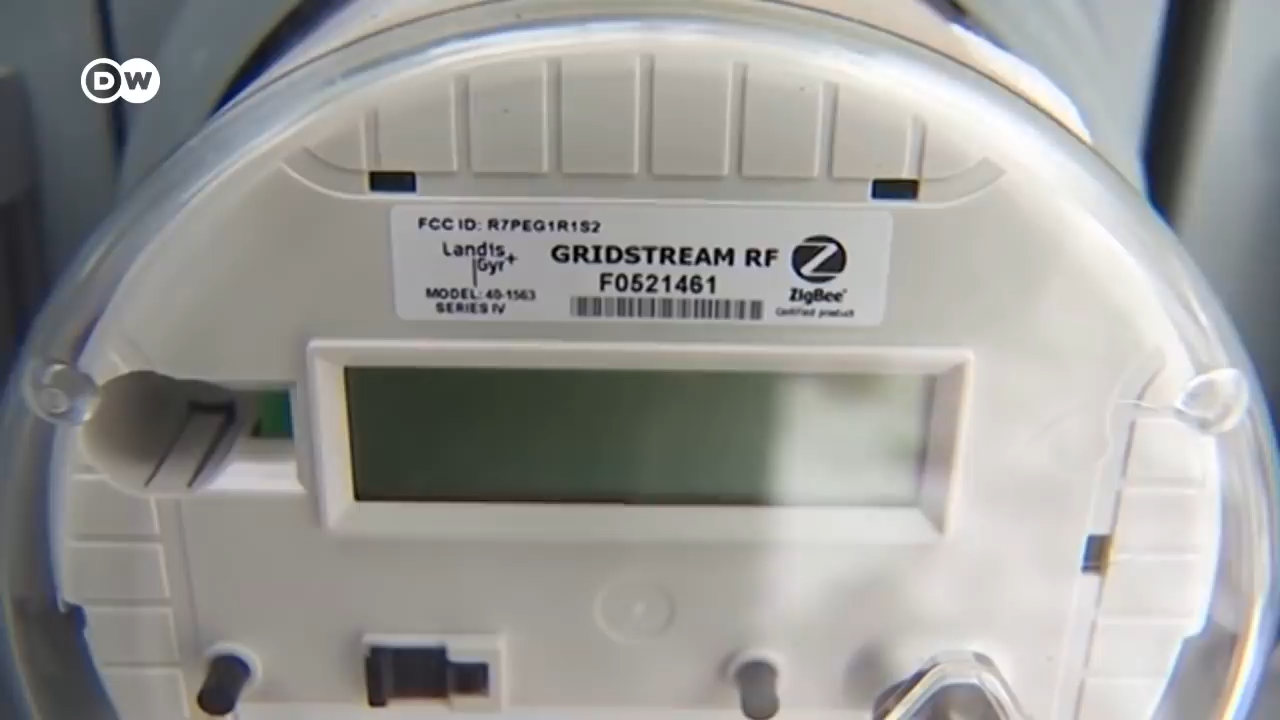 DW
FCC ID: R7PEG1R1S2
Landis
Gyr+
GRIDSTREAM RF
F0521461
MODEL: 40-1563
SERIES IV
Z
ZigBee®
Certified product